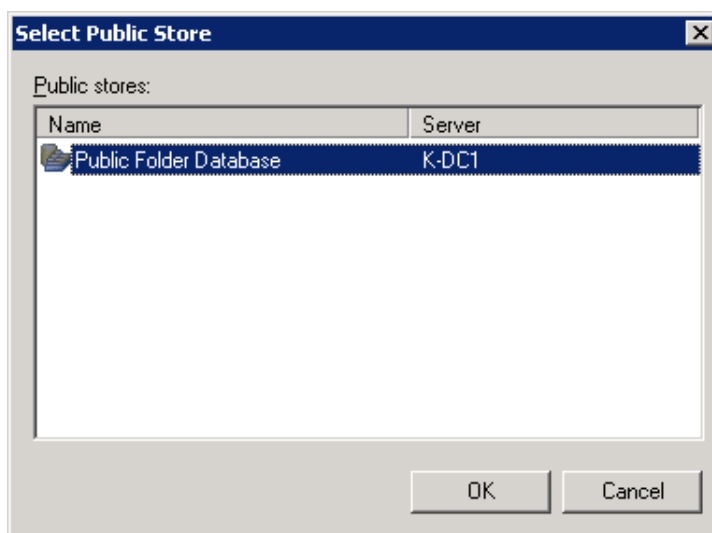 Select Public Store
Public stores:
Name Server
Public Folder Database K-DC1
OK Cancel